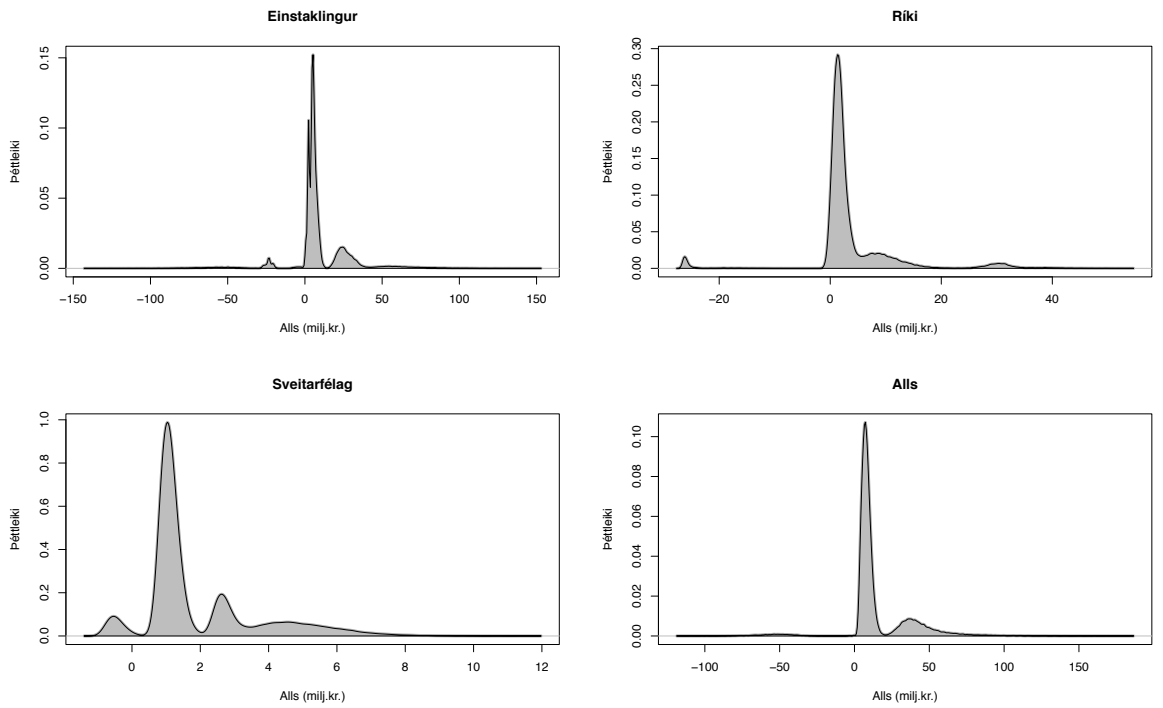 Einstaklingur
Þéttleiki
0.00 0.05 0.10 0.15
−150 −100 −50 0 50 100 150
Alls (milj.kr.)
Ríki
Þéttleiki
0.00 0.05 0.10 0.15 0.20 0.25 0.30
−20 0 20 40
Alls (milj.kr.)
Sveitarfélag
Þéttleiki
0.0 0.2 0.4 0.6 0.8 1.0
0 2 4 6 8 10 12
Alls (milj.kr.)
Alls
Þéttleiki
0.00 0.02 0.04 0.06 0.08 0.10
−100 −50 0 50 100 150
Alls (milj.kr.)